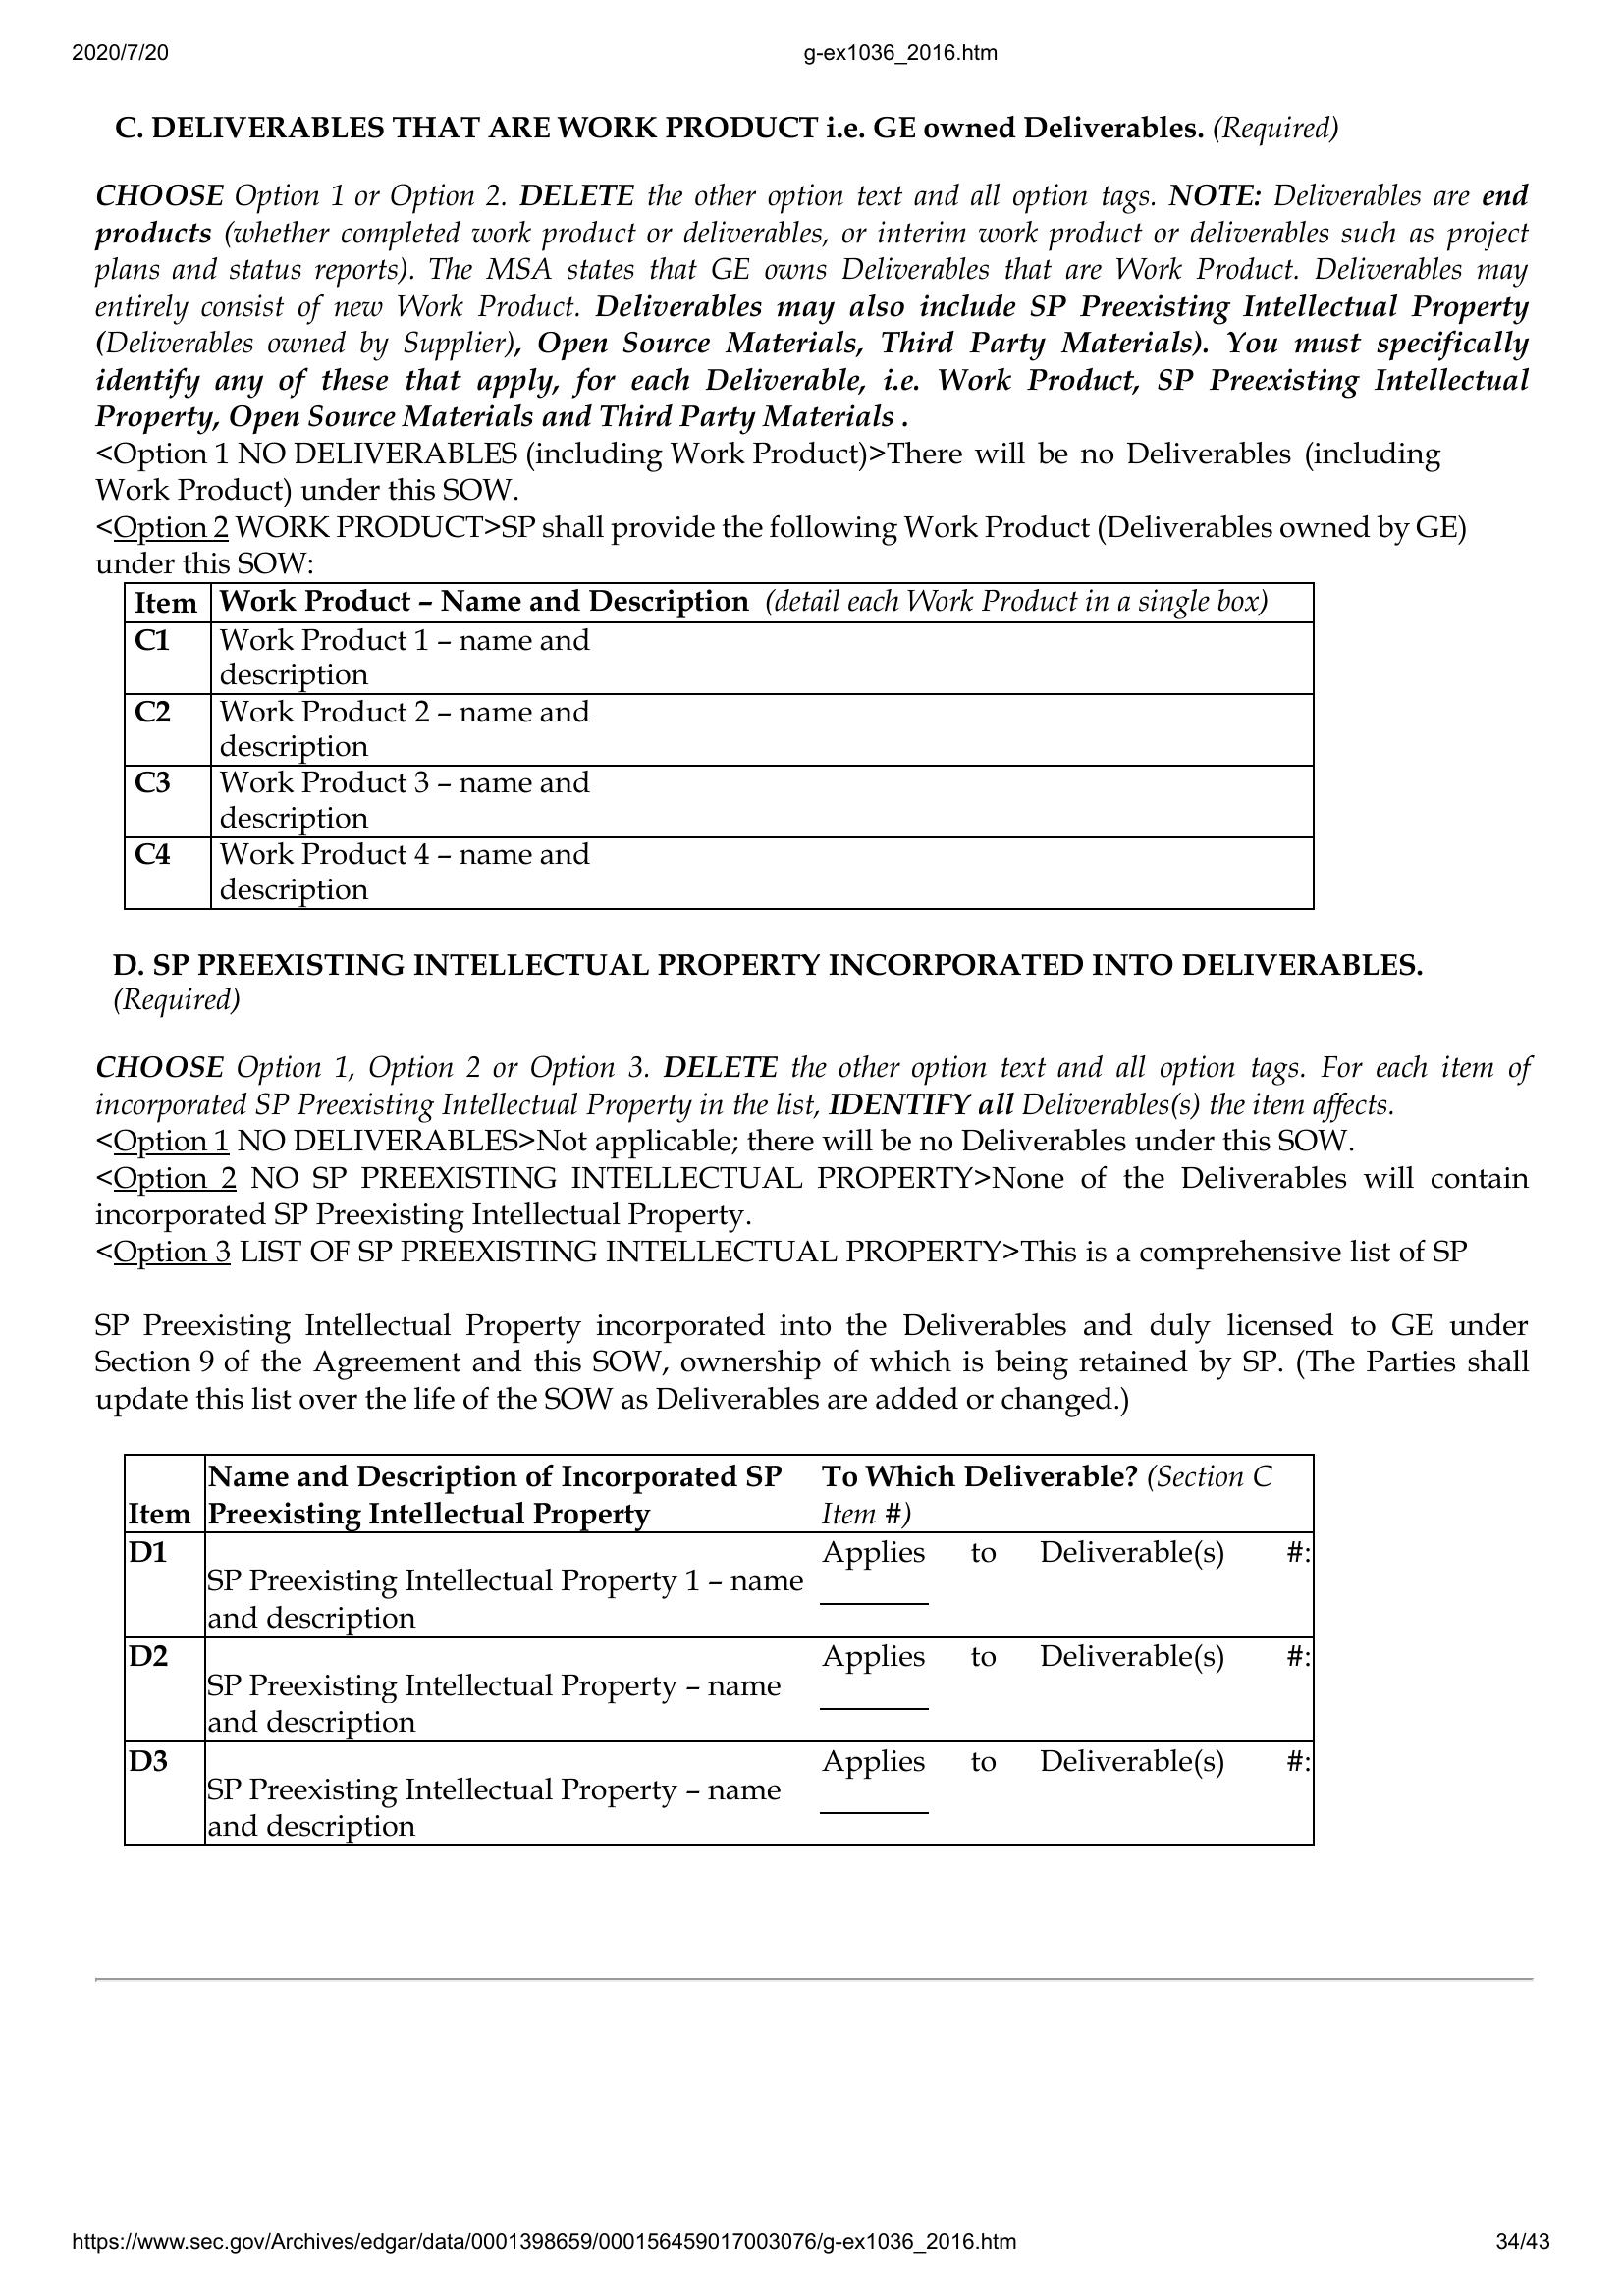 2020/7/20
g-ex1036_2016.htm
C. DELIVERABLES THAT ARE WORK PRODUCT i.e. GE owned Deliverables. (Required)
CHOOSE Option 1 or Option 2. DELETE the other option text and all option tags. NOTE: Deliverables are end
products (whether completed work product or deliverables, or interim work product or deliverables such as project
plans and status reports). The MSA states that GE owns Deliverables that are Work Product. Deliverables may
entirely consist of new Work Product. Deliverables may also include SP Preexisting Intellectual Property
(Deliverables owned by Supplier), Open Source Materials, Third Party Materials). You must specifically
identify any of these that apply, for each Deliverable, i.e. Work Product, SP Preexisting Intellectual
Property, Open Source Materials and Third Party Materials .
<Option 1 NO DELIVERABLES (including Work Product)>There will be no Deliverables (including
Work Product) under this SOW.
<Option 2 WORK PRODUCT>SP shall provide the following Work Product (Deliverables owned by GE)
under this SOW:
Item Work Product – Name and Description (detail each Work Product in a single box)
C1 Work Product 1 – name and
description
C2 Work Product 2 – name and
description
C3 Work Product 3 – name and
description
C4 Work Product 4 – name and
description
D. SP PREEXISTING INTELLECTUAL PROPERTY INCORPORATED INTO DELIVERABLES.
(Required)
CHOOSE Option 1, Option 2 or Option 3. DELETE the other option text and all option tags. For each item of
incorporated SP Preexisting Intellectual Property in the list, IDENTIFY all Deliverables(s) the item affects.
<Option 1 NO DELIVERABLES>Not applicable; there will be no Deliverables under this SOW.
<Option 2 NO SP PREEXISTING INTELLECTUAL PROPERTY>None of the Deliverables will contain
incorporated SP Preexisting Intellectual Property.
<Option 3 LIST OF SP PREEXISTING INTELLECTUAL PROPERTY>This is a comprehensive list of SP
SP Preexisting Intellectual Property incorporated into the Deliverables and duly licensed to GE under
Section 9 of the Agreement and this SOW, ownership of which is being retained by SP. (The Parties shall
update this list over the life of the SOW as Deliverables are added or changed.)
Name and Description of Incorporated SP To Which Deliverable? (Section C
Item Preexisting Intellectual Property Item #)
D1 Applies to Deliverable(s) #:
SP Preexisting Intellectual Property 1 – name
and description
D2 Applies to Deliverable(s) #:
SP Preexisting Intellectual Property – name
and description
D3 Applies to Deliverable(s) #:
SP Preexisting Intellectual Property – name
and description
https://www.sec.gov/Archives/edgar/data/0001398659/000156459017003076/g-ex1036_2016.htm
34/43